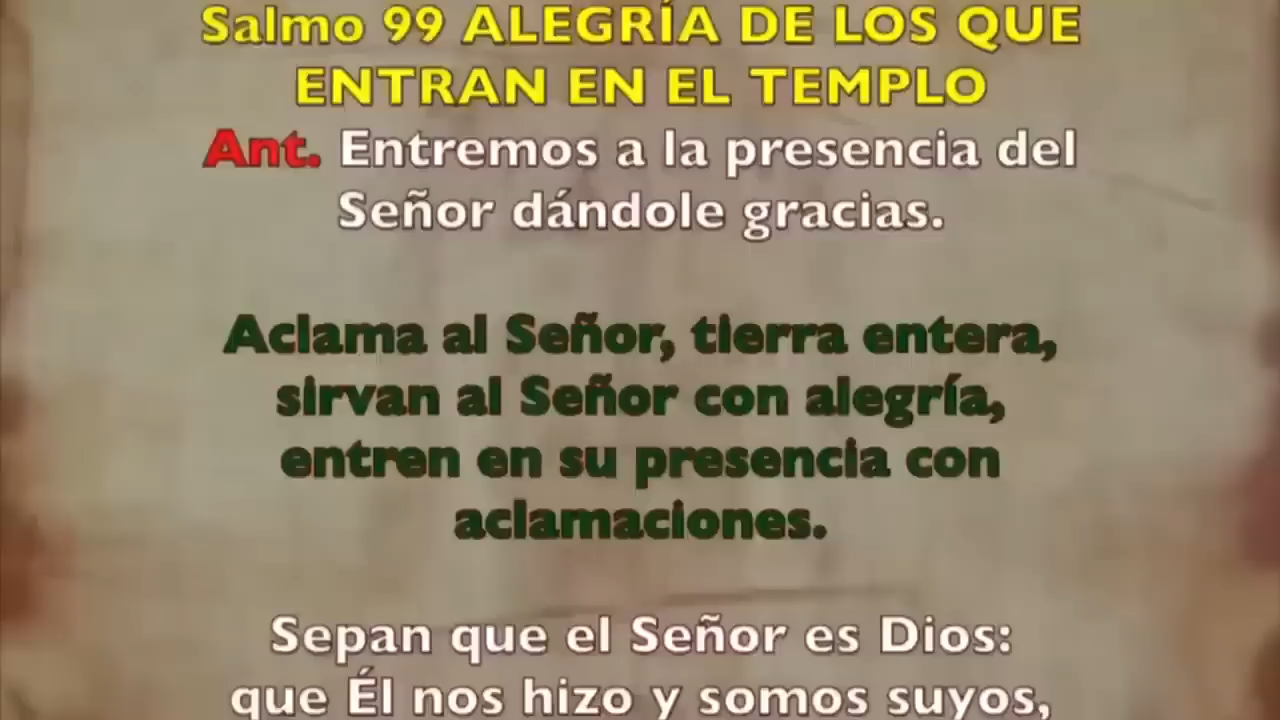 Salmo 99 ALEGRÍA DE LOS QUE
ENTRAN EN EL TEMPLO
Ant. Entremos a la presencia del
Señor dándole gracias.
Aclama al Señor, tierra entera,
sirvan al Señor con alegría,
entren en su presencia con
aclamaciones.
Sepan que el Señor es Dios:
que Él nos hizo y somos suyos,